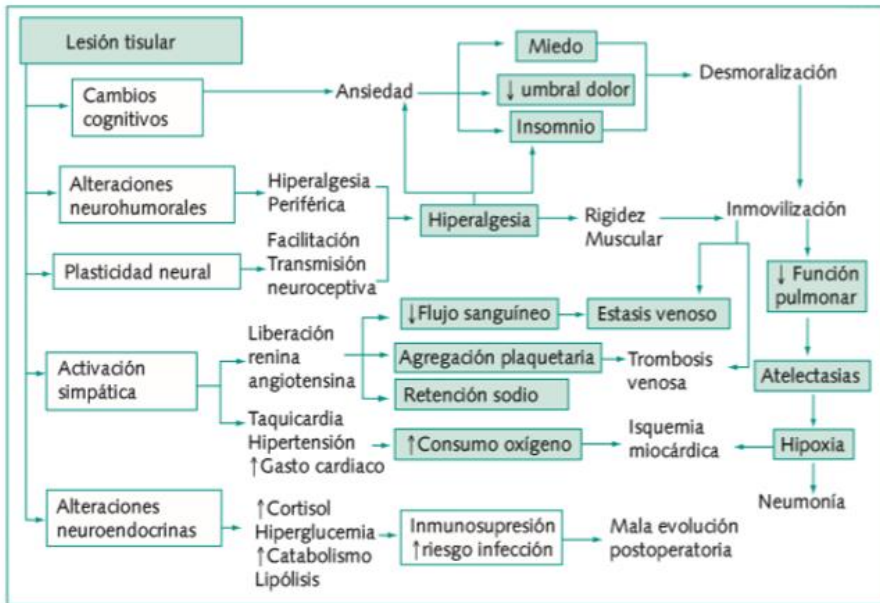 Lesión tisular
Cambios
cognitivos
Ansiedad
Miedo
↓ umbral dolor
Insomnio
Desmoralización
Alteraciones
neurohumorales
Hiperalgesia
Periférica
Plasticidad neural
Facilitación
Transmisión
neuroceptiva
Hiperalgesia
Rigidez
Muscular
Inmovilización
↓ Función
pulmonar
Activación
simpática
Liberación
renina
angiotensina
↓Flujo sanguíneo
Estasis venoso
Agregación plaquetaria
Trombosis
venosa
Retención sodio
Atelectasias
Taquicardia
Hipertensión
↑Gasto cardiaco
↑Consumo oxígeno
Isquemia
miocárdica
Hipoxia
Neumonía
Alteraciones
neuroendocrinas
↑Cortisol
Hiperglucemia
↑Catabolismo
Lipólisis
Inmunosupresión
↑riesgo infección
Mala evolución
postoperatoria